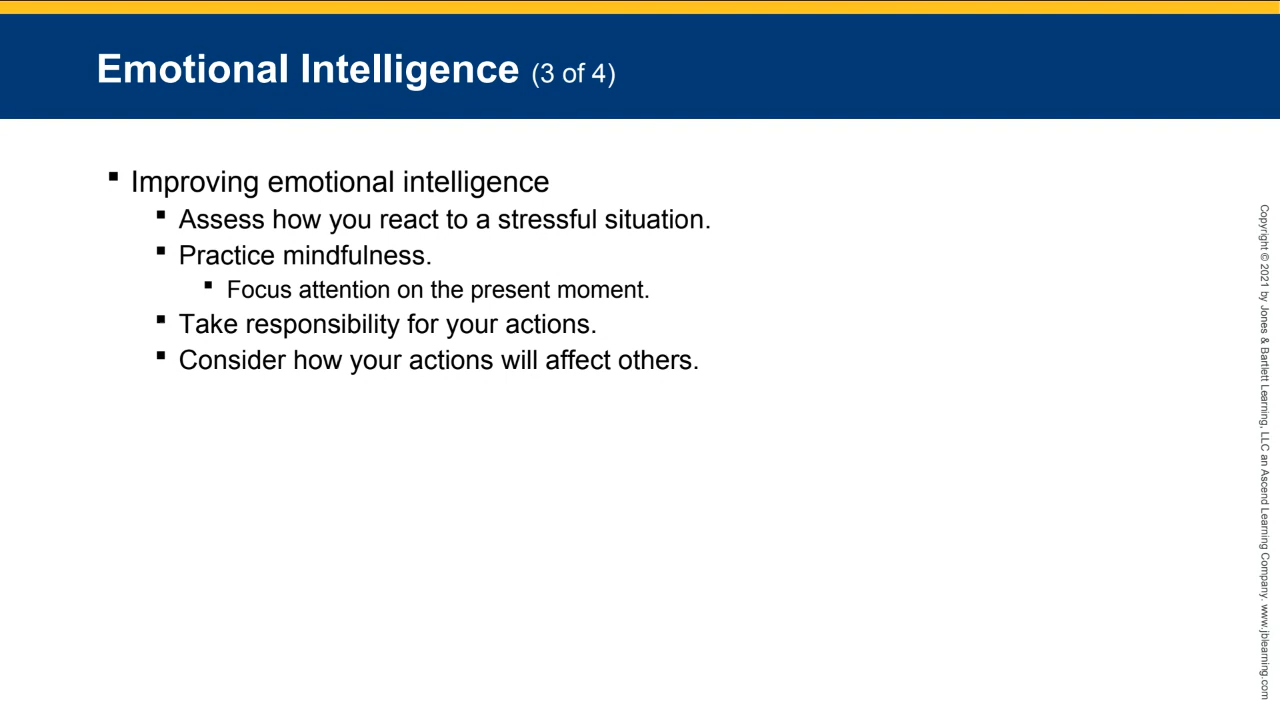 Emotional Intelligence (3 of 4)
▪ Improving emotional intelligence
▪ Assess how you react to a stressful situation.
▪ Practice mindfulness.
▪ Focus attention on the present moment.
▪ Take responsibility for your actions.
▪ Consider how your actions will affect others.
Copyright © 2021 by Jones & Bartlett Learning, LLC an Ascend Learning Company. www.jblearning.com